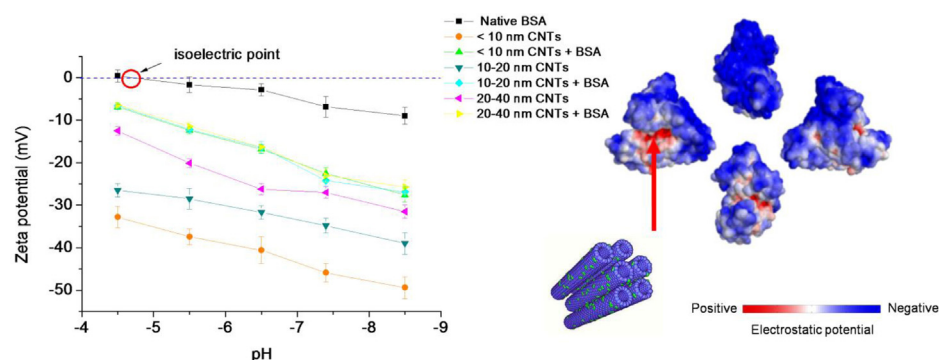 isoelectric point
Native BSA
< 10 nm CNTs
< 10 nm CNTs + BSA
10-20 nm CNTs
10-20 nm CNTs + BSA
20-40 nm CNTs
20-40 nm CNTs + BSA
Zeta potential (mV)
0
-10
-20
-30
-40
-50
-4 -5 -6 -7 -8 -9
pH
Positive Negative
Electrostatic potential